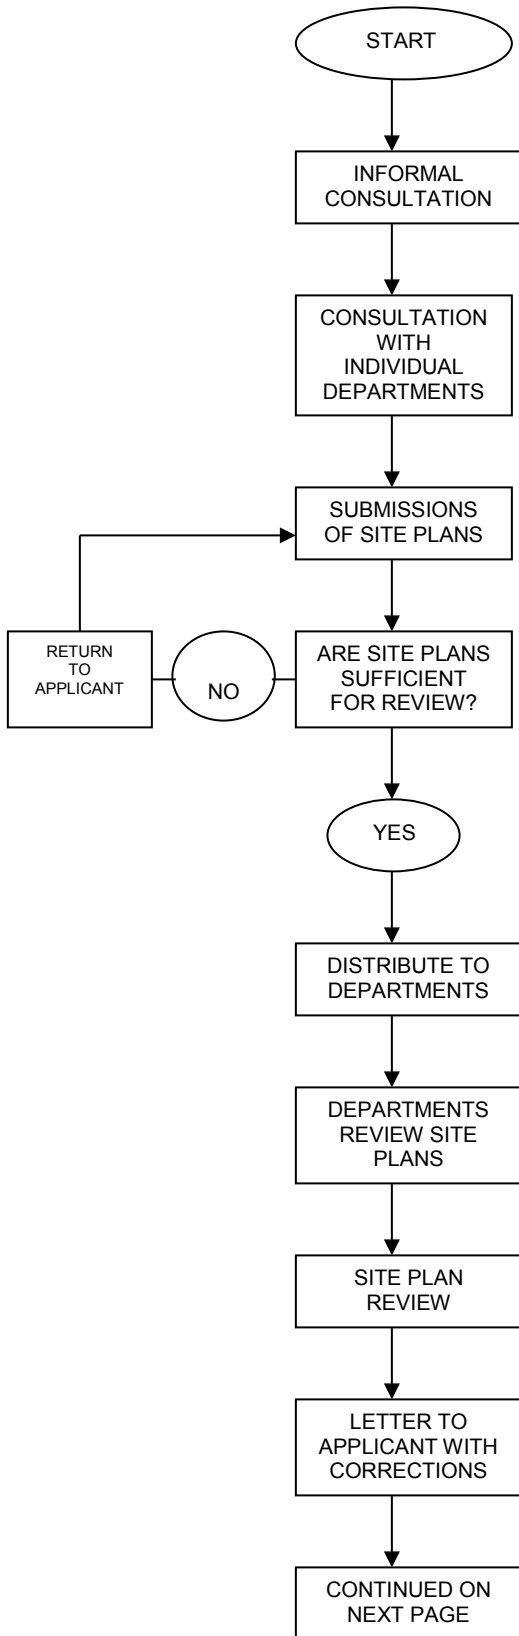 START
INFORMAL
CONSULTATION
CONSULTATION
WITH
INDIVIDUAL
DEPARTMENTS
SUBMISSIONS
OF SITE PLANS
ARE SITE PLANS
SUFFICIENT
FOR REVIEW?
NO
RETURN
TO
APPLICANT
YES
DISTRIBUTE TO
DEPARTMENTS
DEPARTMENTS
REVIEW SITE
PLANS
SITE PLAN
REVIEW
LETTER TO
APPLICANT WITH
CORRECTIONS
CONTINUED ON
NEXT PAGE